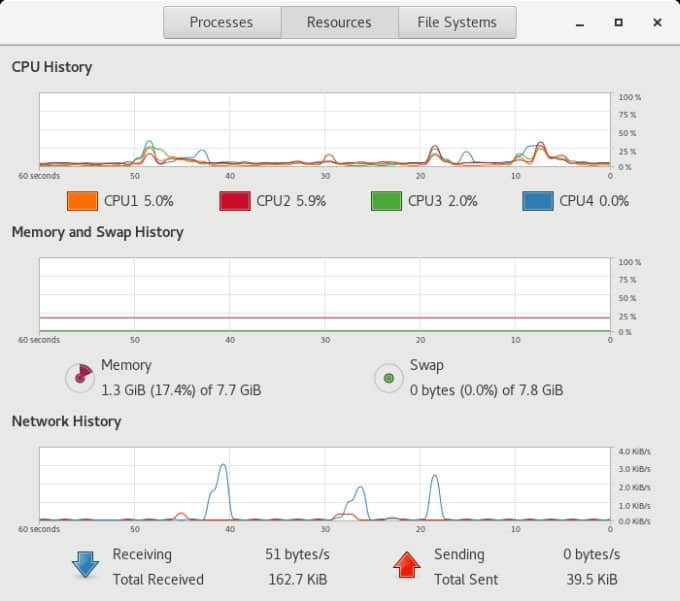 Processes Resources File Systems
CPU History
100 %
75 %
50 %
25 %
0 %
60 seconds 50 40 30 20 10 0
CPU1 5.0% CPU2 5.9% CPU3 2.0% CPU4 0.0%
Memory and Swap History
100 %
75 %
50 %
25 %
0 %
60 seconds 50 40 30 20 10 0
Memory Swap
1.3 GiB (17.4%) of 7.7 GiB 0 bytes (0.0%) of 7.8 GiB
Network History
4.0 KiB/s
3.0 KiB/s
2.0 KiB/s
1.0 KiB/s
0.0 KiB/s
60 seconds 50 40 30 20 10 0
Receiving 51 bytes/s Sending 0 bytes/s
Total Received 162.7 KiB Total Sent 39.5 KiB